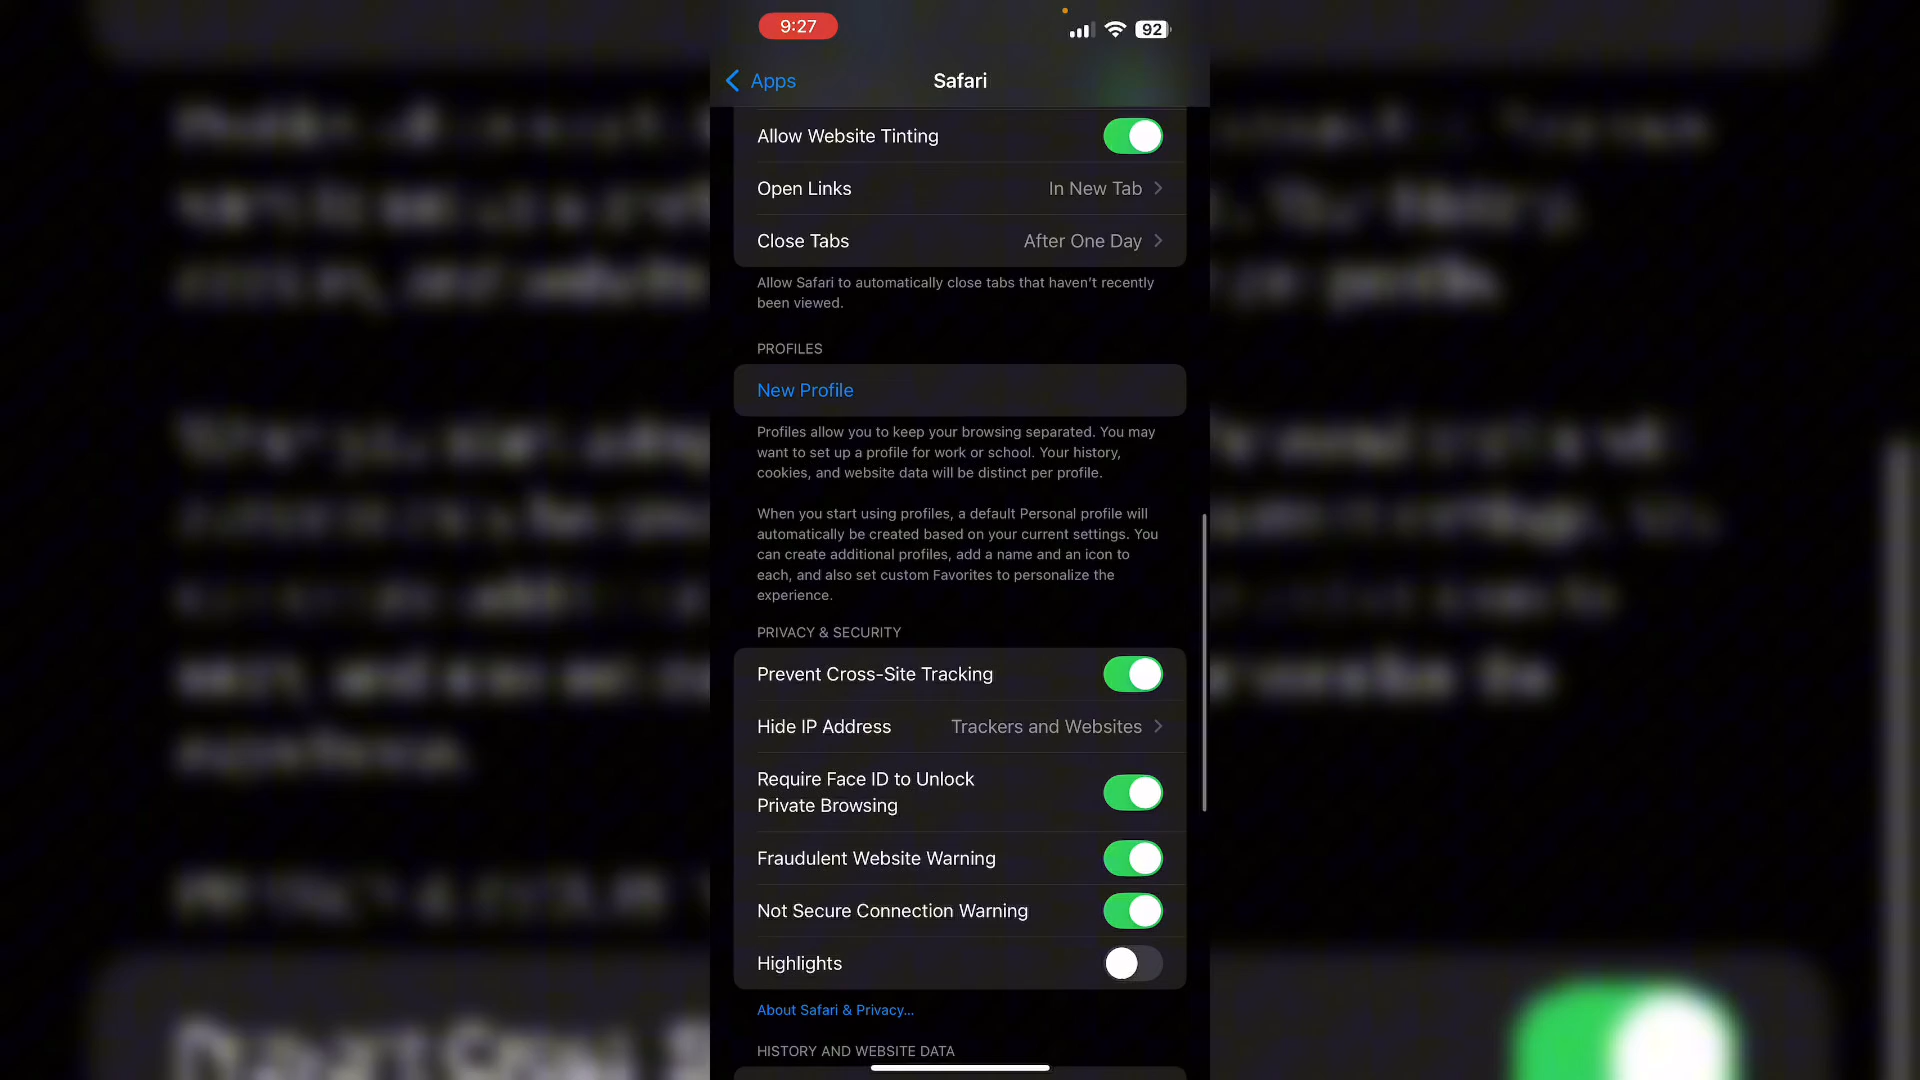 9:27
92
Apps
Safari
Allow Website Tinting
Open Links In New Tab
Close Tabs After One Day
Allow Safari to automatically close tabs that haven't recently
been viewed.
PROFILES
New Profile
Profiles allow you to keep your browsing separated. You may
want to set up a profile for work or school. Your history,
cookies, and website data will be distinct per profile.
When you start using profiles, a default Personal profile will
automatically be created based on your current settings. You
can create additional profiles, add a name and an icon to
each, and also set custom Favorites to personalize the
experience.
PRIVACY & SECURITY
Prevent Cross-Site Tracking
Hide IP Address Trackers and Websites
Require Face ID to Unlock
Private Browsing
Fraudulent Website Warning
Not Secure Connection Warning
Highlights
About Safari & Privacy...
HISTORY AND WEBSITE DATA